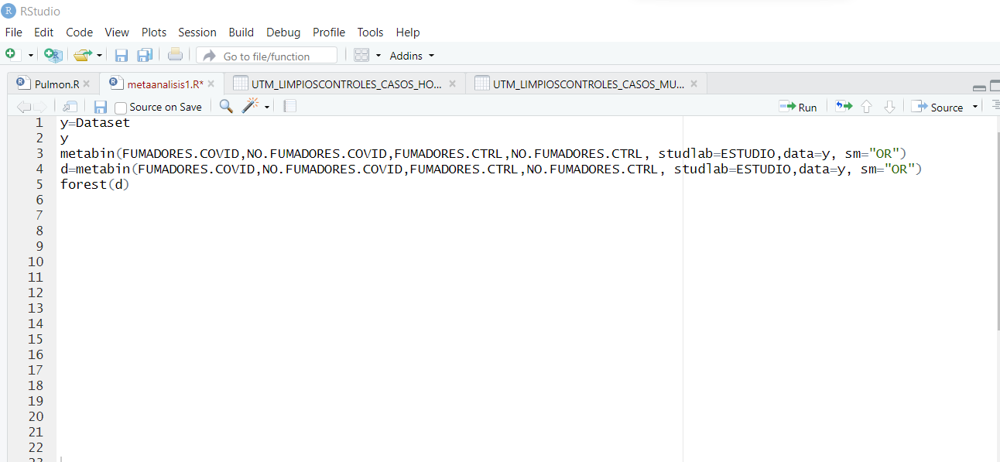 RStudio
File Edit Code View Plots Session Build Debug Profile Tools Help
Go to file/function Addins
Pulmon.R metaanalisis1.R* UTM_LIMPIOSCONTROLES_CASOS_HO... UTM_LIMPIOSCONTROLES_CASOS_MU...
Source on Save Run Source
1 y=Dataset
2 y
3 metabin(FUMADORES.COVID,NO.FUMADORES.COVID,FUMADORES.CTRL,NO.FUMADORES.CTRL, studlab=ESTUDIO,data=y, sm="OR")
4 d=metabin(FUMADORES.COVID,NO.FUMADORES.COVID,FUMADORES.CTRL,NO.FUMADORES.CTRL, studlab=ESTUDIO,data=y, sm="OR")
5 forest(d)
6
7
8
9
10
11
12
13
14
15
16
17
18
19
20
21
22
23